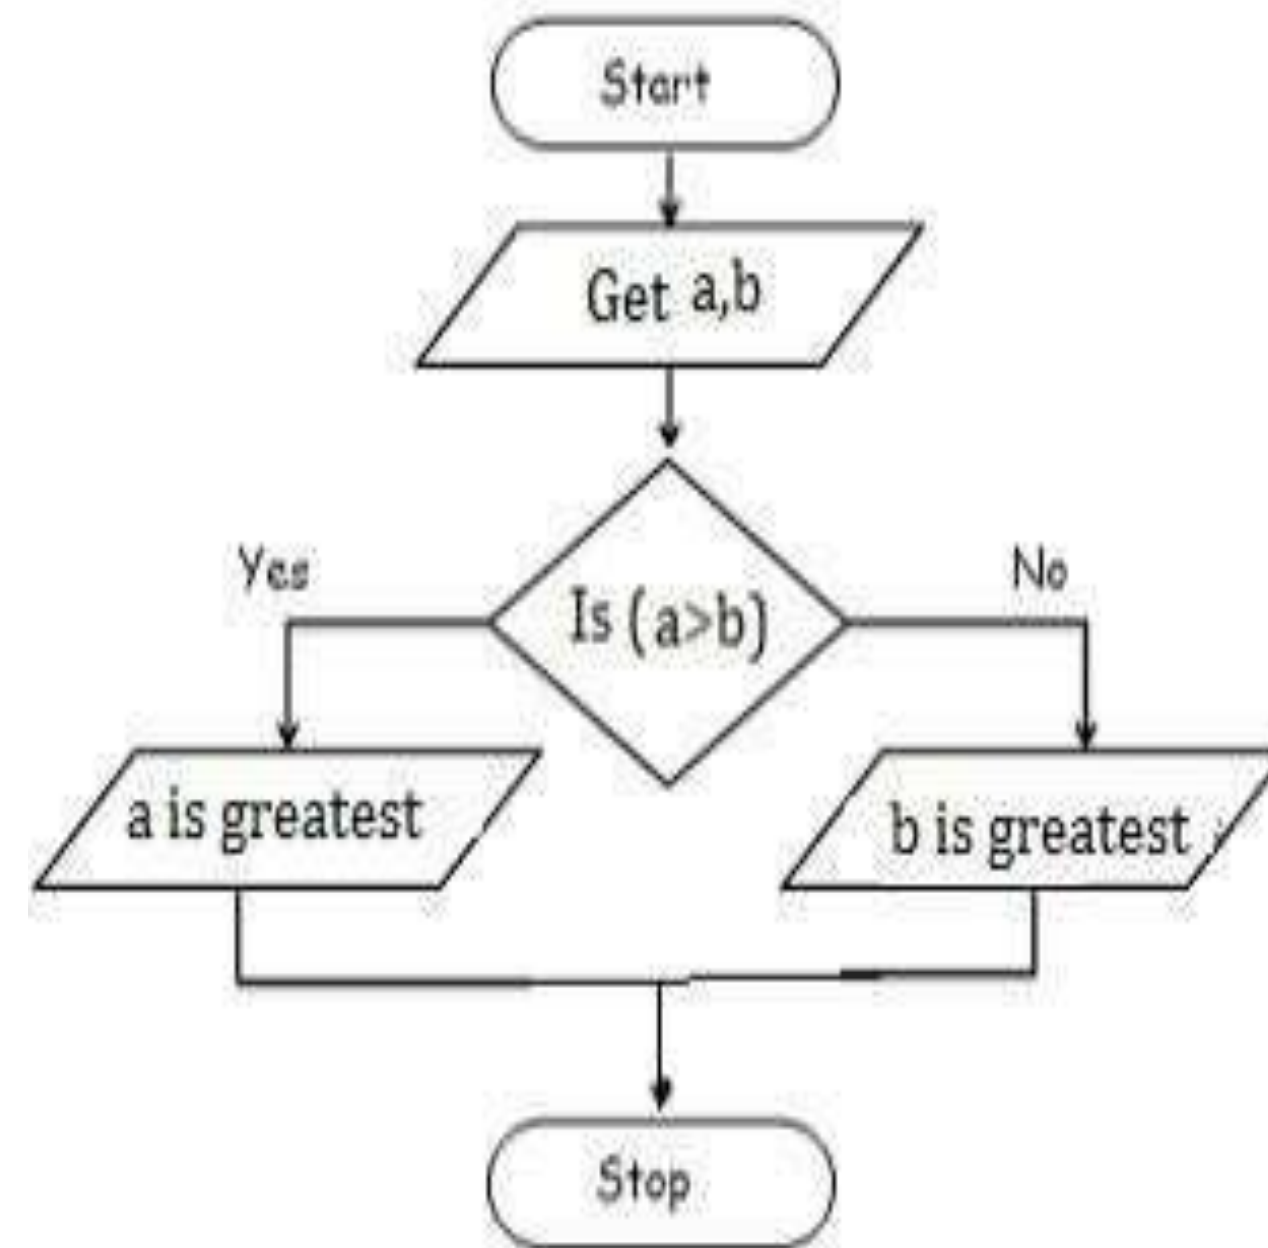 Start
Get a,b
Is (a>b)
Yes
No
a is greatest
b is greatest
Stop